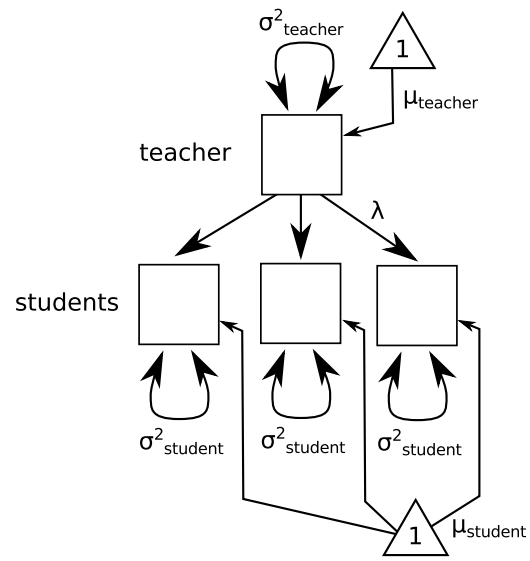 σ²teacher
1
μteacher
teacher
λ
students
σ²student
σ²student
σ²student
1
μstudent